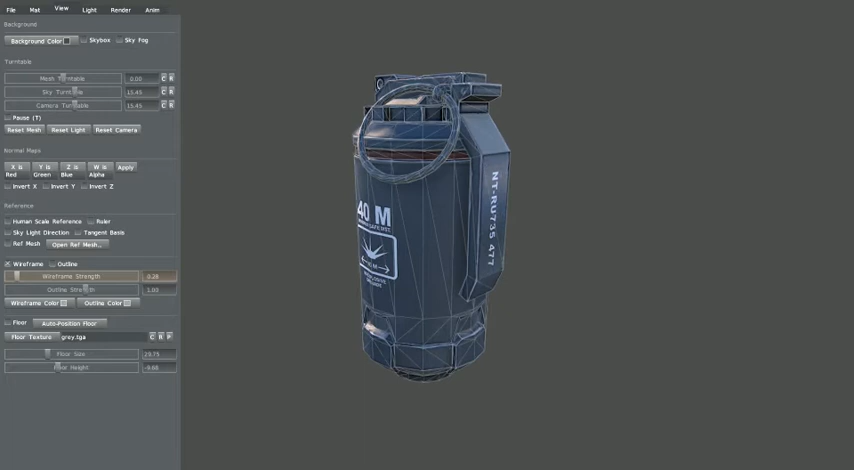 File Mat View Light Render Anim
Background
Background Color Skybox Sky Fog
Turntable
Mesh Turntable 0.00 C R
Sky Turntable 15.45 C R
Camera Turntable 15.45 C R
Pause (T)
Reset Mesh Reset Light Reset Camera
Normal Maps
X is Y is Z is W is Apply
Red Green Blue Alpha
Invert X Invert Y Invert Z
Reference
Human Scale Reference Ruler
Sky Light Direction Tangent Basis
Ref Mesh Open Ref Mesh..
Wireframe Outline
Wireframe Strength -0.28
Outline Strength 1.00
Wireframe Color Outline Color
Floor Auto-Position Floor
Floor Texture grey.tga C R P
Floor Size 29.75
Floor Height -9.68
40 M
NT-RU735 477